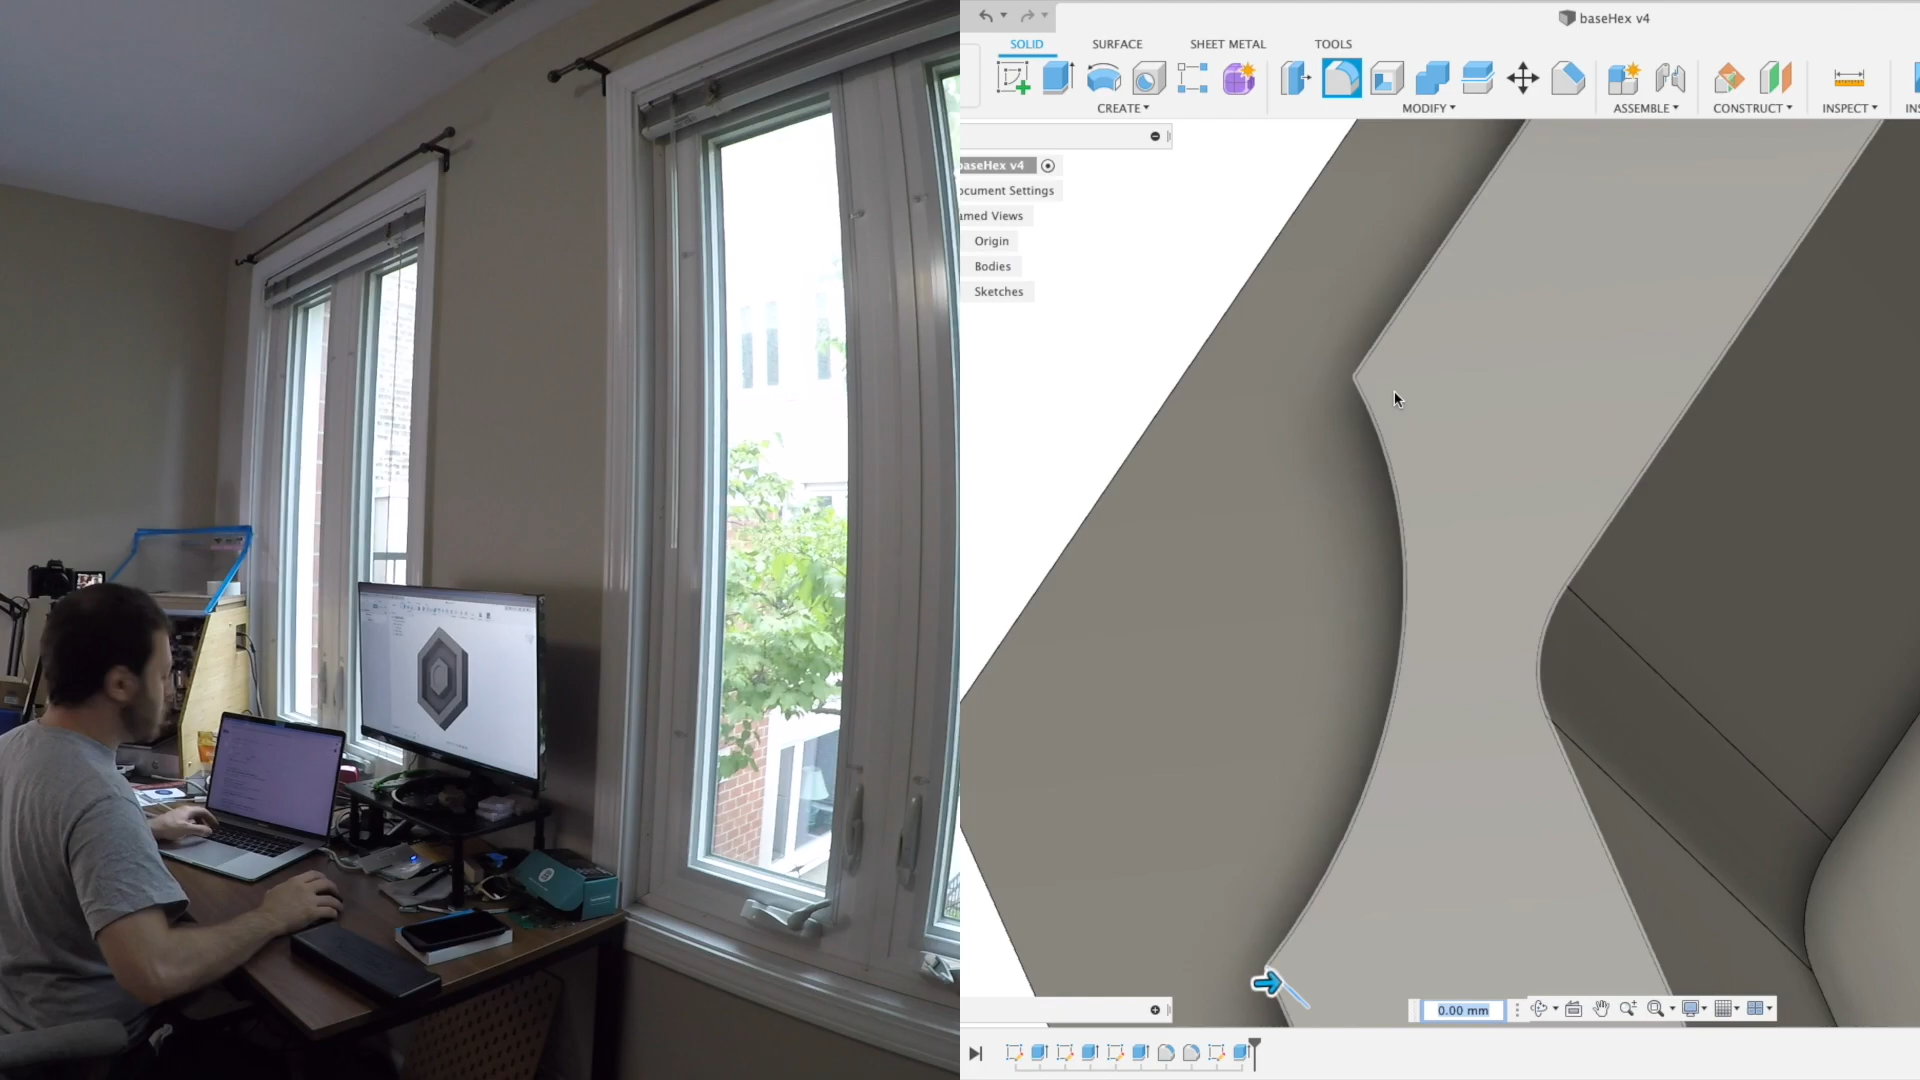 baseHex v4
SOLID
SURFACE
SHEET METAL
TOOLS
CREATE
MODIFY
ASSEMBLE
CONSTRUCT
INSPECT
baseHex v4
ocument Settings
amed Views
Origin
Bodies
Sketches
0.00 mm